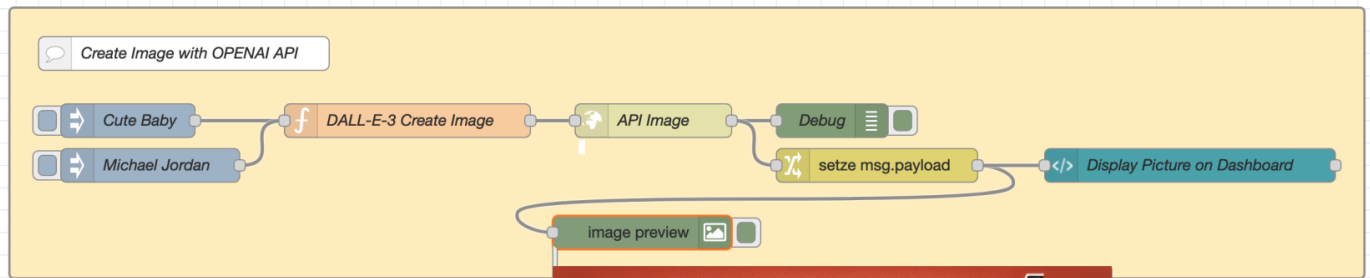 Create Image with OPENAI API
Cute Baby
DALL-E-3 Create Image
API Image
Debug
Michael Jordan
setze msg.payload
Display Picture on Dashboard
image preview